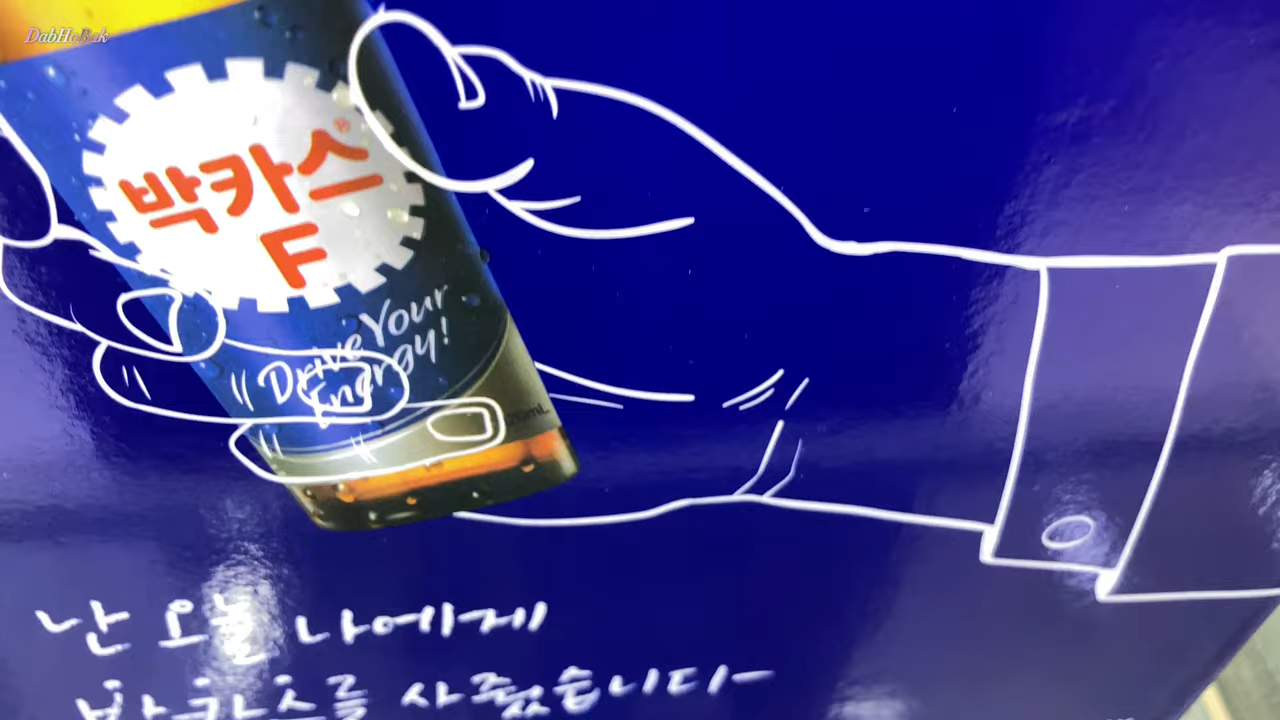 DabHeBak
박카스®
F
Drive Your
Energy!
난 오늘 나에게
박카스를 사줬습니다-